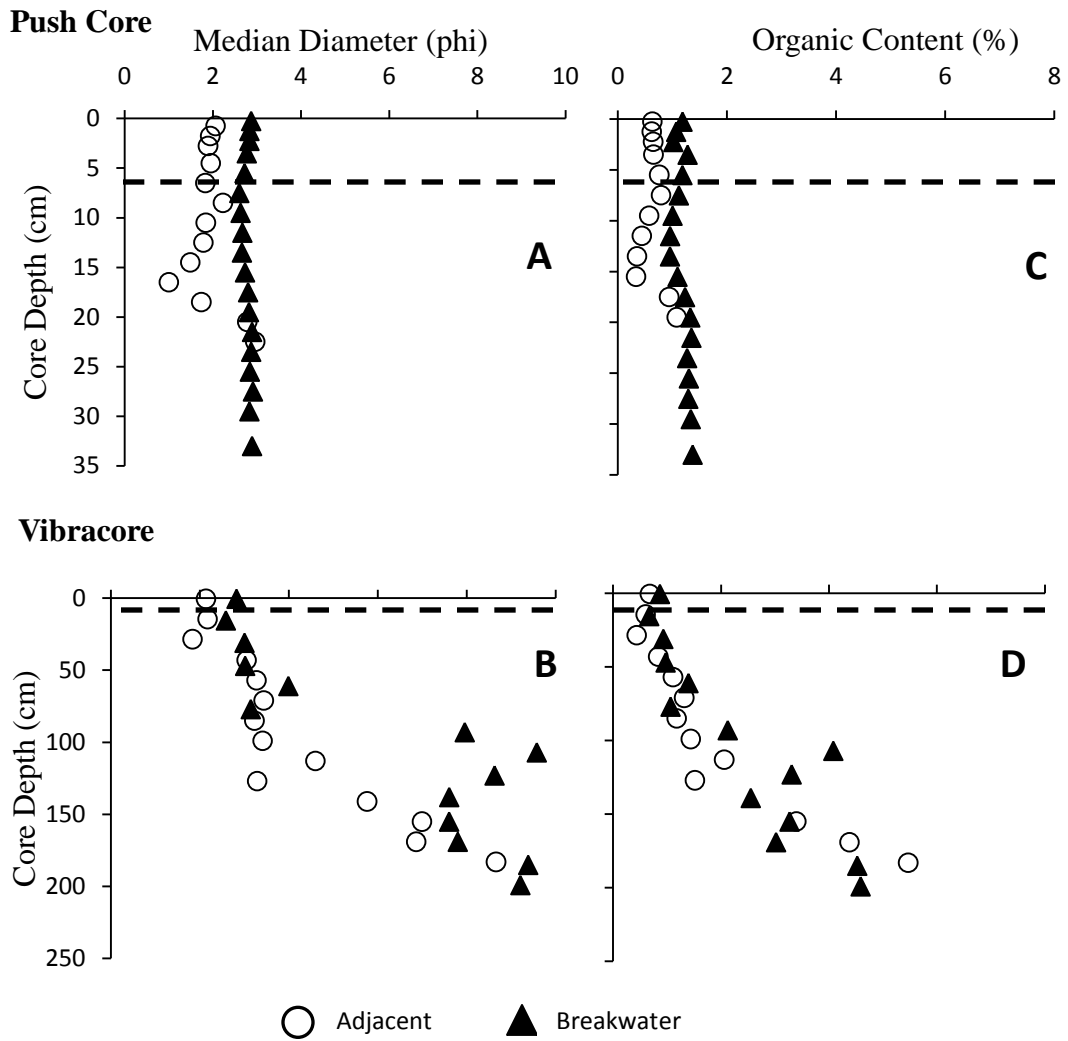 Push Core
Median Diameter (phi)
Organic Content (%)
0 2 4 6 8 10
0 2 4 6 8
0
5
10
15
20
25
30
35
Core Depth (cm)
A
C
Vibracore
0
50
100
150
200
250
Core Depth (cm)
B
D
Adjacent Breakwater